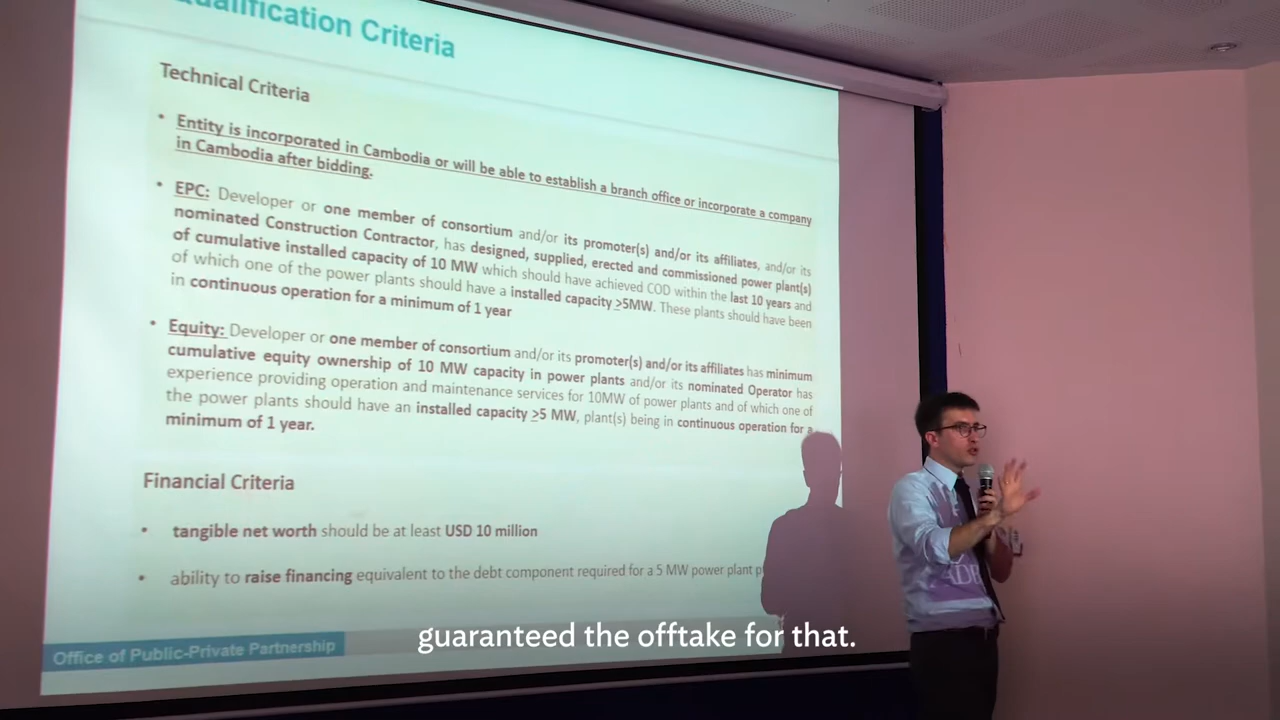 Qualification Criteria
Technical Criteria
• Entity is incorporated in Cambodia or will be able to establish a branch office or incorporate a company
in Cambodia after bidding.
• EPC: Developer or one member of consortium and/or its promoter(s) and/or its affiliates, and/or its
nominated Construction Contractor, has designed, supplied, erected and commissioned power plant(s)
of cumulative installed capacity of 10 MW which should have achieved COD within the last 10 years and
of which one of the power plants should have a installed capacity >5MW. These plants should have been
in continuous operation for a minimum of 1 year
• Equity: Developer or one member of consortium and/or its promoter(s) and/or its affiliates has minimum
cumulative equity ownership of 10 MW capacity in power plants and/or its nominated Operator has
experience providing operation and maintenance services for 10MW of power plants and of which one of
the power plants should have an installed capacity >5 MW, plant(s) being in continuous operation for a
minimum of 1 year.
Financial Criteria
• tangible net worth should be at least USD 10 million
• ability to raise financing equivalent to the debt component required for a 5 MW power plant p
Office of Public-Private Partnership
ADB
guaranteed the offtake for that.